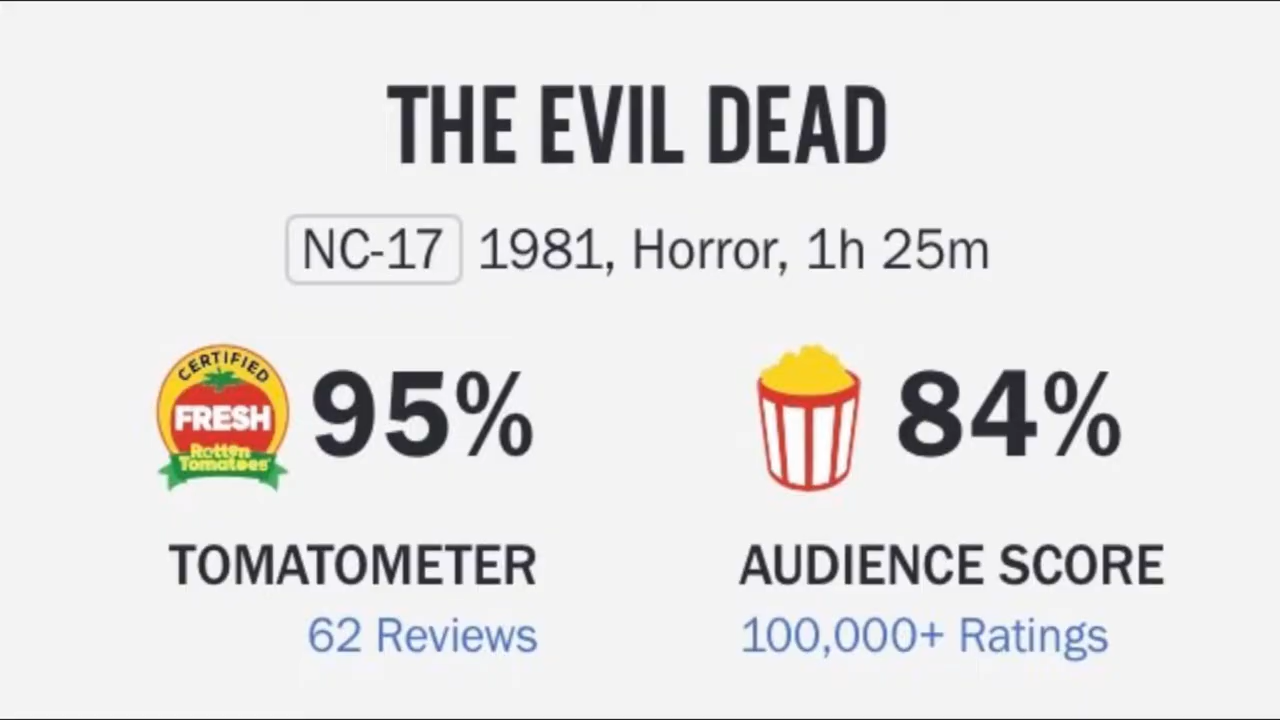 THE EVIL DEAD
NC-17 1981, Horror, 1h 25m
CERTIFIED
FRESH
Rotten
Tomatoes
95%
84%
TOMATOMETER
AUDIENCE SCORE
62 Reviews
100,000+ Ratings